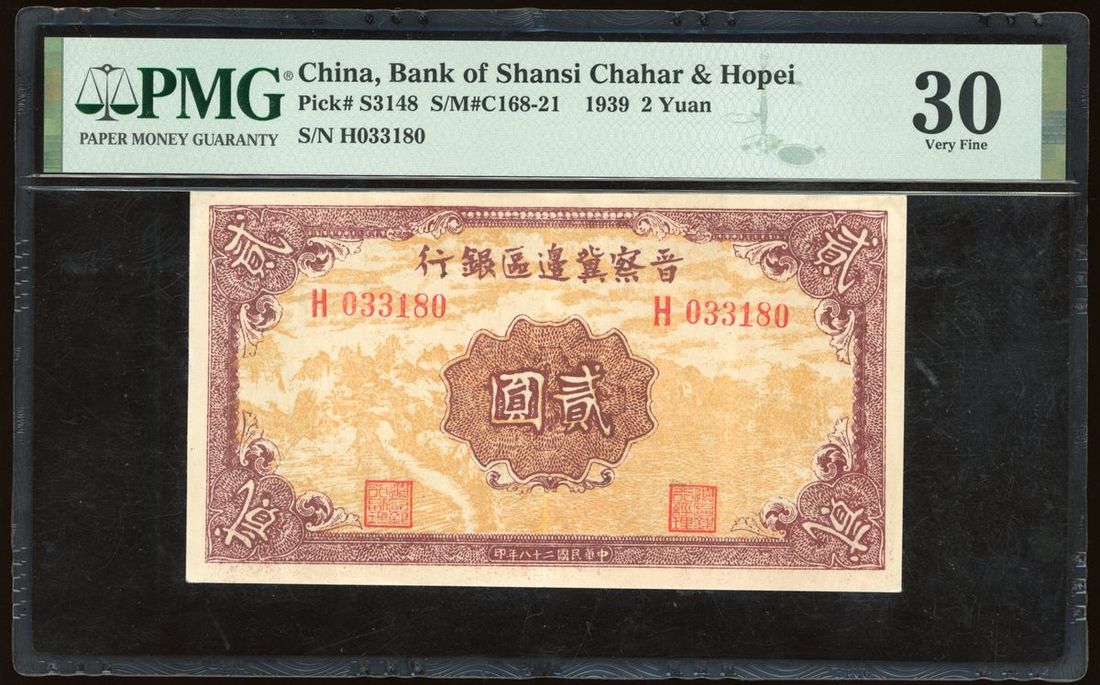 PMG® China, Bank of Shansi Chahar & Hopei
PAPER MONEY GUARANTY
Pick# S3148 S/M#C168-21 1939 2 Yuan
S/N H033180
30
Very Fine
貳
貳
行銀區邊冀察晉
H 033180
H 033180
圓貳
貳
貳
印年八十二國民華中